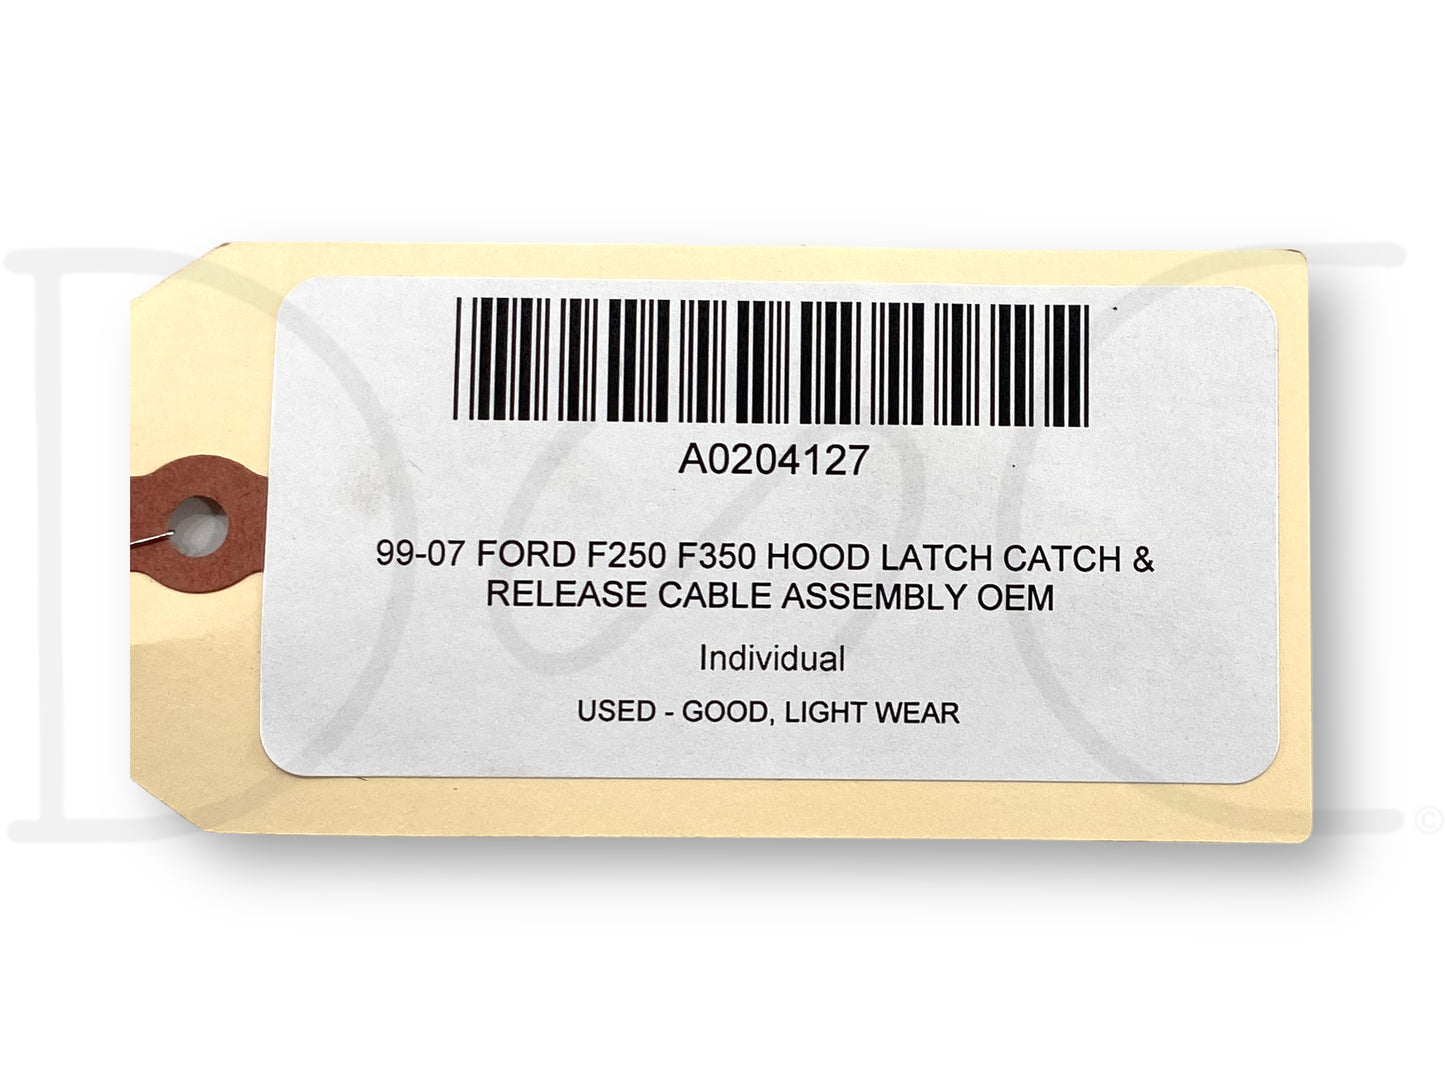 A0204127
99-07 FORD F250 F350 HOOD LATCH CATCH &
RELEASE CABLE ASSEMBLY OEM
Individual
USED - GOOD, LIGHT WEAR
D C
©